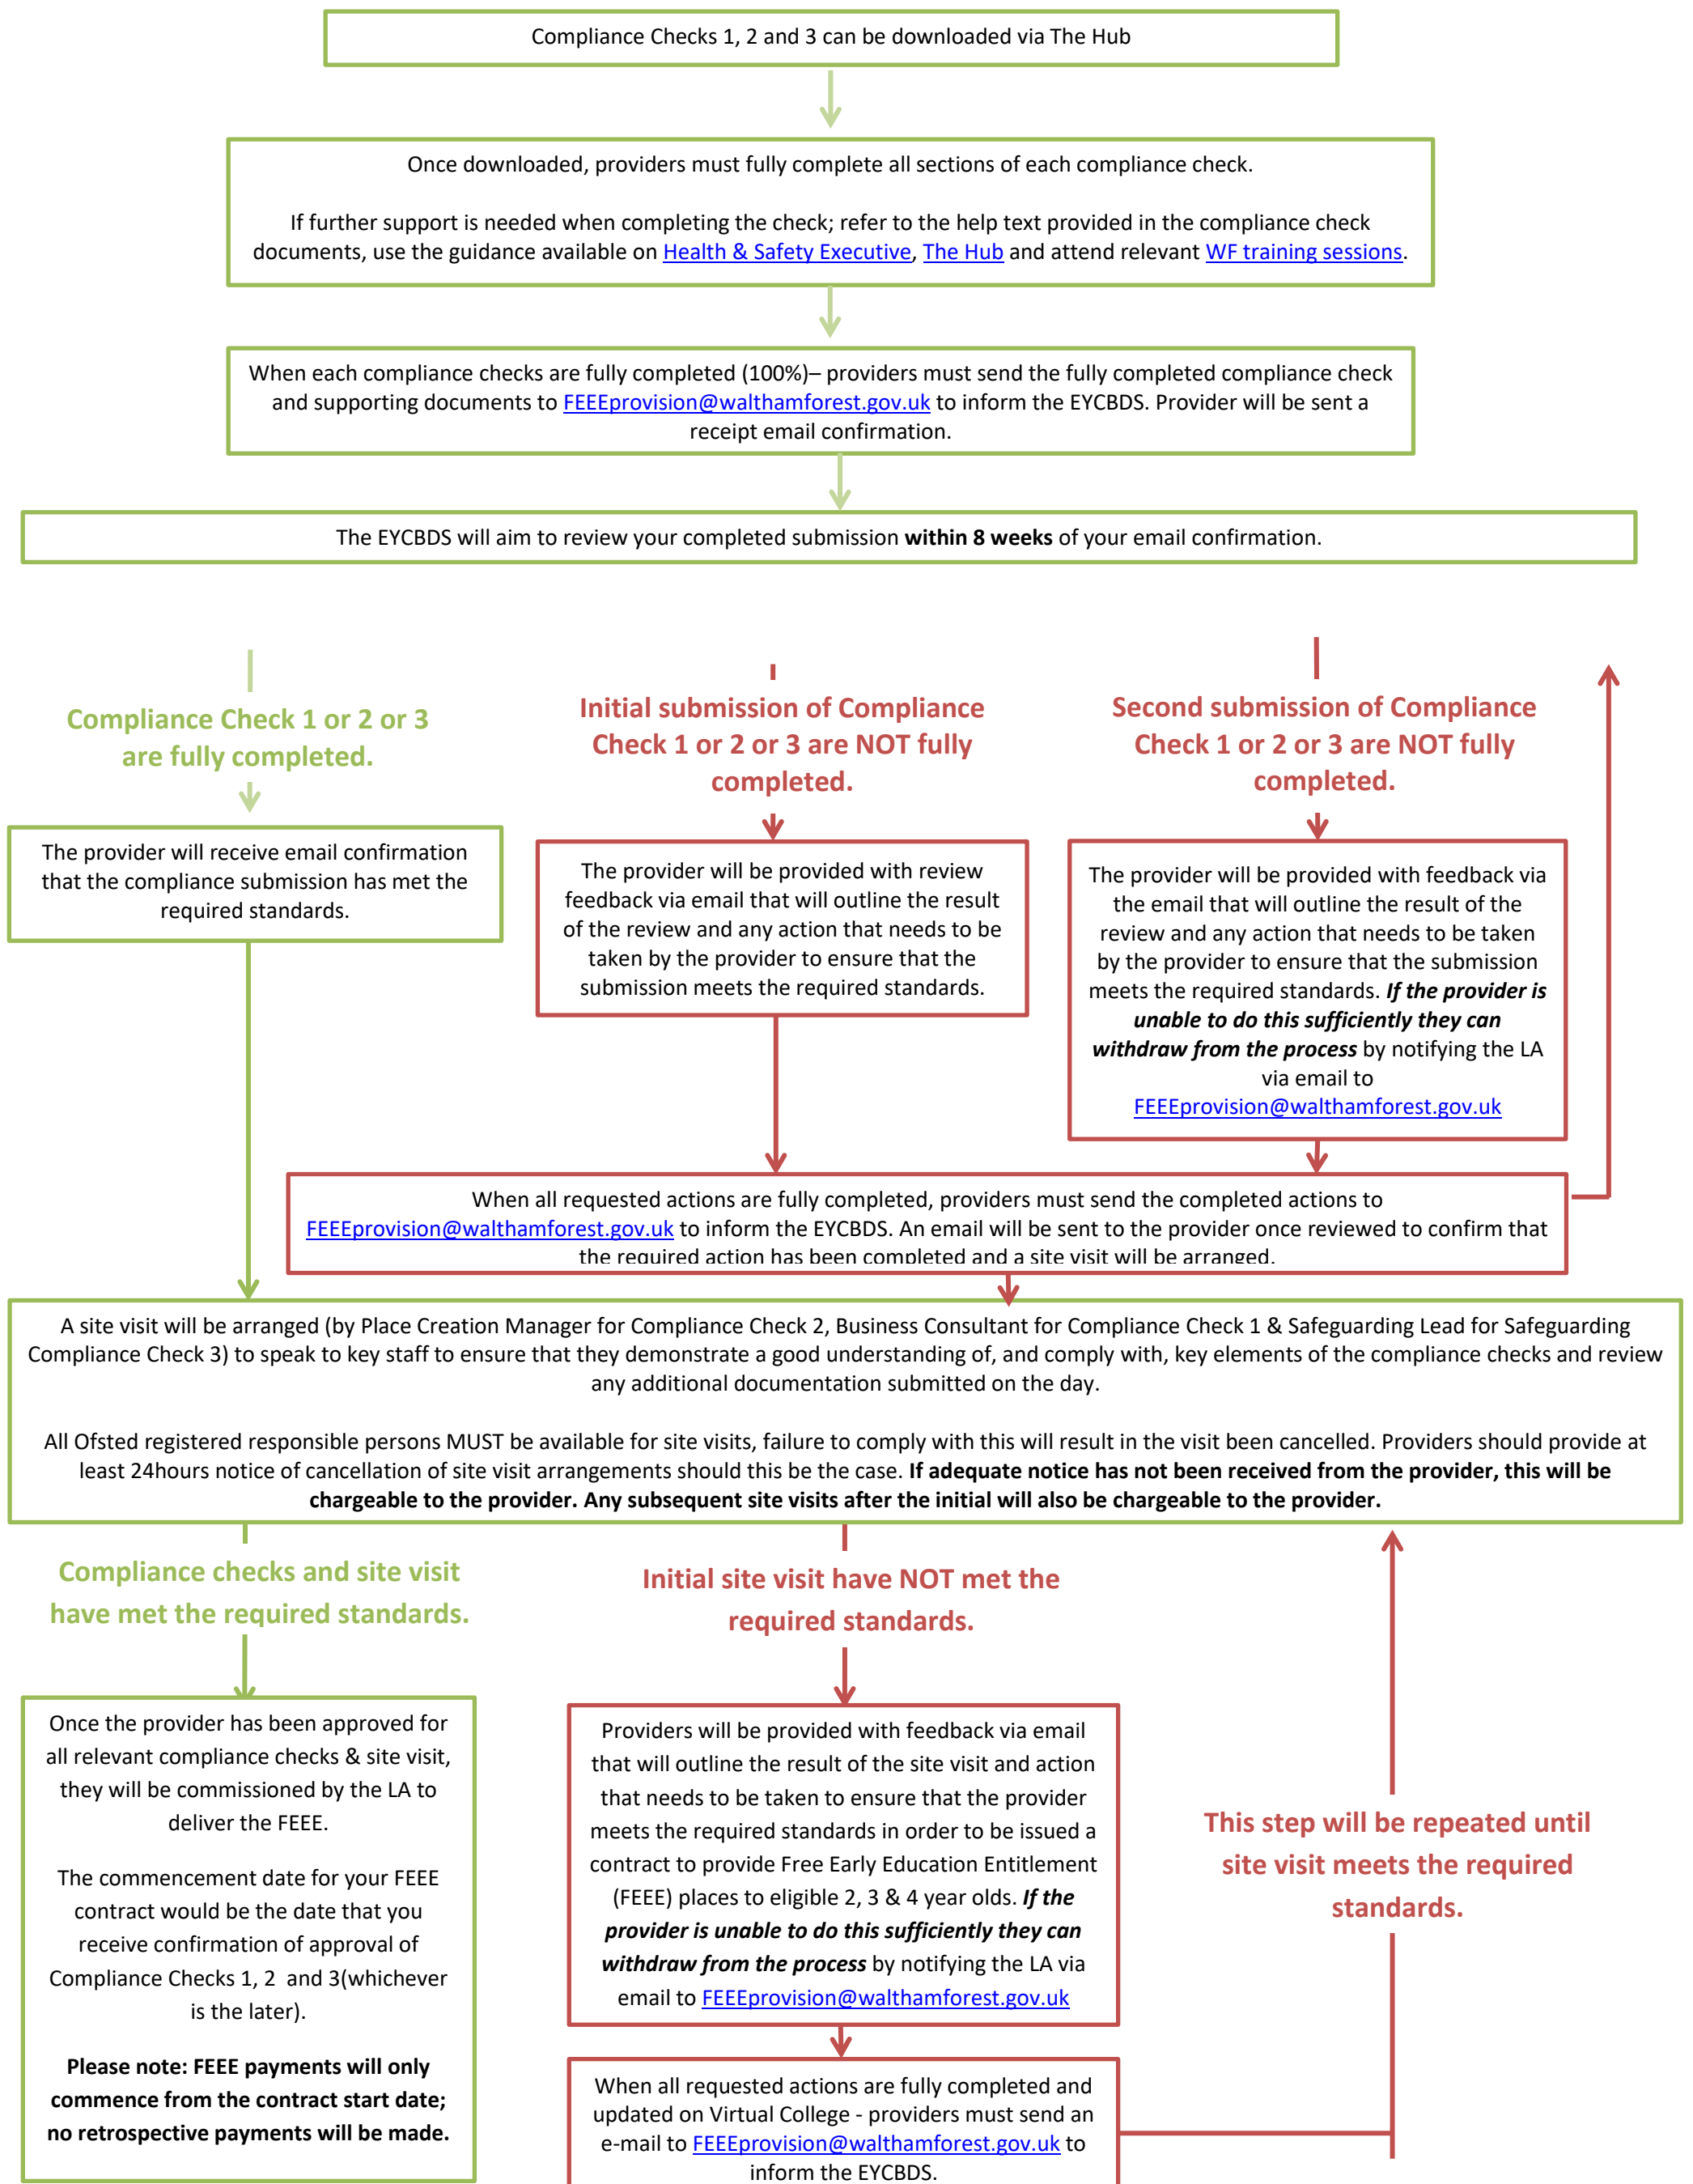 Compliance Checks 1, 2 and 3 can be downloaded via The Hub
Once downloaded, providers must fully complete all sections of each compliance check.
If further support is needed when completing the check; refer to the help text provided in the compliance check
documents, use the guidance available on Health & Safety Executive, The Hub and attend relevant WF training sessions.
When each compliance checks are fully completed (100%)– providers must send the fully completed compliance check
and supporting documents to FEEEprovision@walthamforest.gov.uk to inform the EYCBDS. Provider will be sent a
receipt email confirmation.
The EYCBDS will aim to review your completed submission within 8 weeks of your email confirmation.
Compliance Check 1 or 2 or 3
are fully completed.
The provider will receive email confirmation
that the compliance submission has met the
required standards.
Initial submission of Compliance
Check 1 or 2 or 3 are NOT fully
completed.
The provider will be provided with review
feedback via email that will outline the result
of the review and any action that needs to be
taken by the provider to ensure that the
submission meets the required standards.
Second submission of Compliance
Check 1 or 2 or 3 are NOT fully
completed.
The provider will be provided with feedback via
the email that will outline the result of the
review and any action that needs to be taken
by the provider to ensure that the submission
meets the required standards. If the provider is
unable to do this sufficiently they can
withdraw from the process by notifying the LA
via email to
FEEEprovision@walthamforest.gov.uk
When all requested actions are fully completed, providers must send the completed actions to
FEEEprovision@walthamforest.gov.uk to inform the EYCBDS. An email will be sent to the provider once reviewed to confirm that
the required action has been completed and a site visit will be arranged.
A site visit will be arranged (by Place Creation Manager for Compliance Check 2, Business Consultant for Compliance Check 1 & Safeguarding Lead for Safeguarding
Compliance Check 3) to speak to key staff to ensure that they demonstrate a good understanding of, and comply with, key elements of the compliance checks and review
any additional documentation submitted on the day.
All Ofsted registered responsible persons MUST be available for site visits, failure to comply with this will result in the visit been cancelled. Providers should provide at
least 24hours notice of cancellation of site visit arrangements should this be the case. If adequate notice has not been received from the provider, this will be
chargeable to the provider. Any subsequent site visits after the initial will also be chargeable to the provider.
Compliance checks and site visit
have met the required standards.
Once the provider has been approved for
all relevant compliance checks & site visit,
they will be commissioned by the LA to
deliver the FEEE.
The commencement date for your FEEE
contract would be the date that you
receive confirmation of approval of
Compliance Checks 1, 2  and 3(whichever
is the later).
Please note: FEEE payments will only
commence from the contract start date;
no retrospective payments will be made.
Initial site visit have NOT met the
required standards.
Providers will be provided with feedback via email
that will outline the result of the site visit and action
that needs to be taken to ensure that the provider
meets the required standards in order to be issued a
contract to provide Free Early Education Entitlement
(FEEE) places to eligible 2, 3 & 4 year olds. If the
provider is unable to do this sufficiently they can
withdraw from the process by notifying the LA via
email to FEEEprovision@walthamforest.gov.uk
When all requested actions are fully completed and
updated on Virtual College - providers must send an
e-mail to FEEEprovision@walthamforest.gov.uk to
inform the EYCBDS.
This step will be repeated until
site visit meets the required
standards.